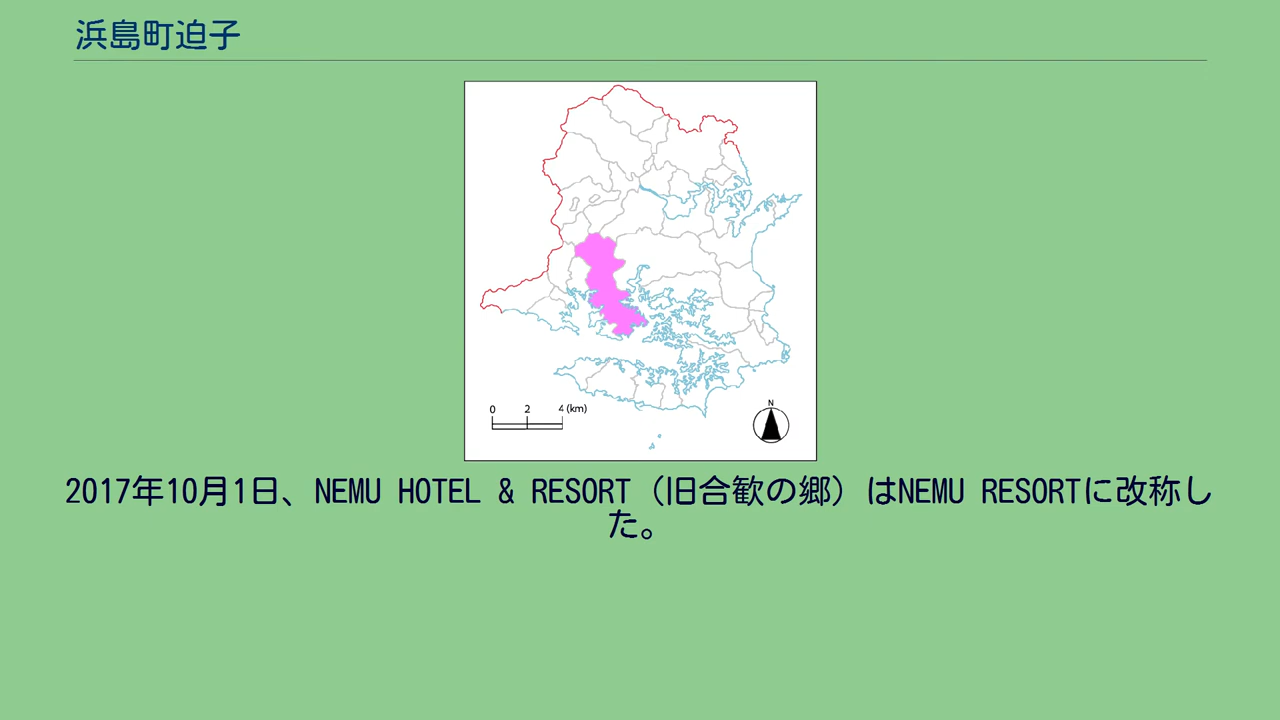 浜島町迫子
N
0 2 4 (km)
2017年10月1日、NEMU HOTEL & RESORT（旧合歓の郷）はNEMU RESORTに改称し
た。